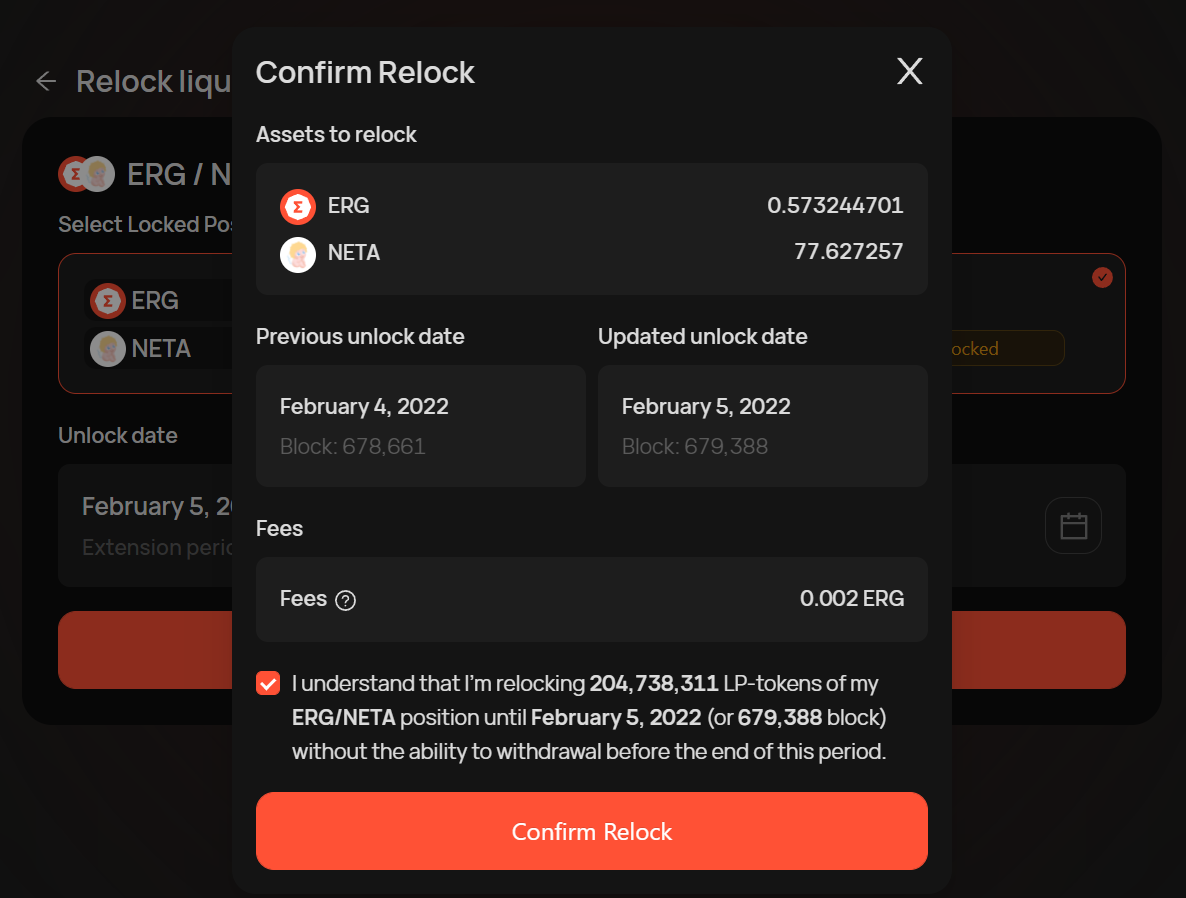 Confirm Relock
Relock liqu
Assets to relock
ERG / N
ERG 0.573244701
NETA 77.627257
Select Locked Pos
ERG
NETA
ocked
Previous unlock date Updated unlock date
February 4, 2022 February 5, 2022
Block: 678,661 Block: 679,388
Unlock date
February 5, 20
Extension perio
Fees
Fees ? 0.002 ERG
I understand that I'm relocking 204,738,311 LP-tokens of my
ERG/NETA position until February 5, 2022 (or 679,388 block)
without the ability to withdrawal before the end of this period.
Confirm Relock